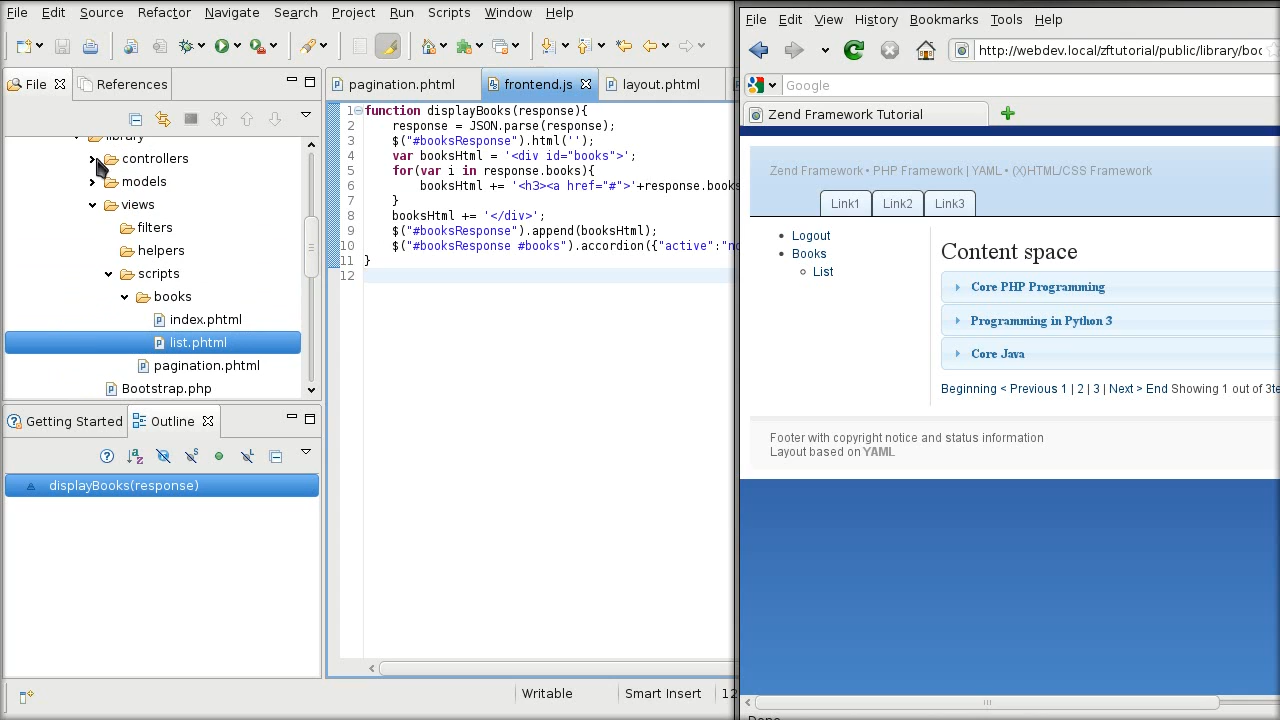 File Edit Source Refactor Navigate Search Project Run Scripts Window Help
File References
library
controllers
models
views
filters
helpers
scripts
books
index.phtml
list.phtml
pagination.phtml
Bootstrap.php
Getting Started Outline
displayBooks(response)
pagination.phtml frontend.js layout.phtml
1 function displayBooks(response){
2 response = JSON.parse(response);
3 $("#booksResponse").html('');
4 var booksHtml = '<div id="books">';
5 for(var i in response.books){
6 booksHtml += '<h3><a href="#">'+response.books
7 }
8 booksHtml += '</div>';
9 $("#booksResponse").append(booksHtml);
10 $("#booksResponse #books").accordion({"active":"no
11 }
12
Writable Smart Insert 12
File Edit View History Bookmarks Tools Help
http://webdev.local/zftutorial/public/library/boo
Google
Zend Framework Tutorial
Zend Framework • PHP Framework | YAML • (X)HTML/CSS Framework
Link1 Link2 Link3
Logout
Books
List
Content space
Core PHP Programming
Programming in Python 3
Core Java
Beginning < Previous 1 | 2 | 3 | Next > End Showing 1 out of 3te
Footer with copyright notice and status information
Layout based on YAML